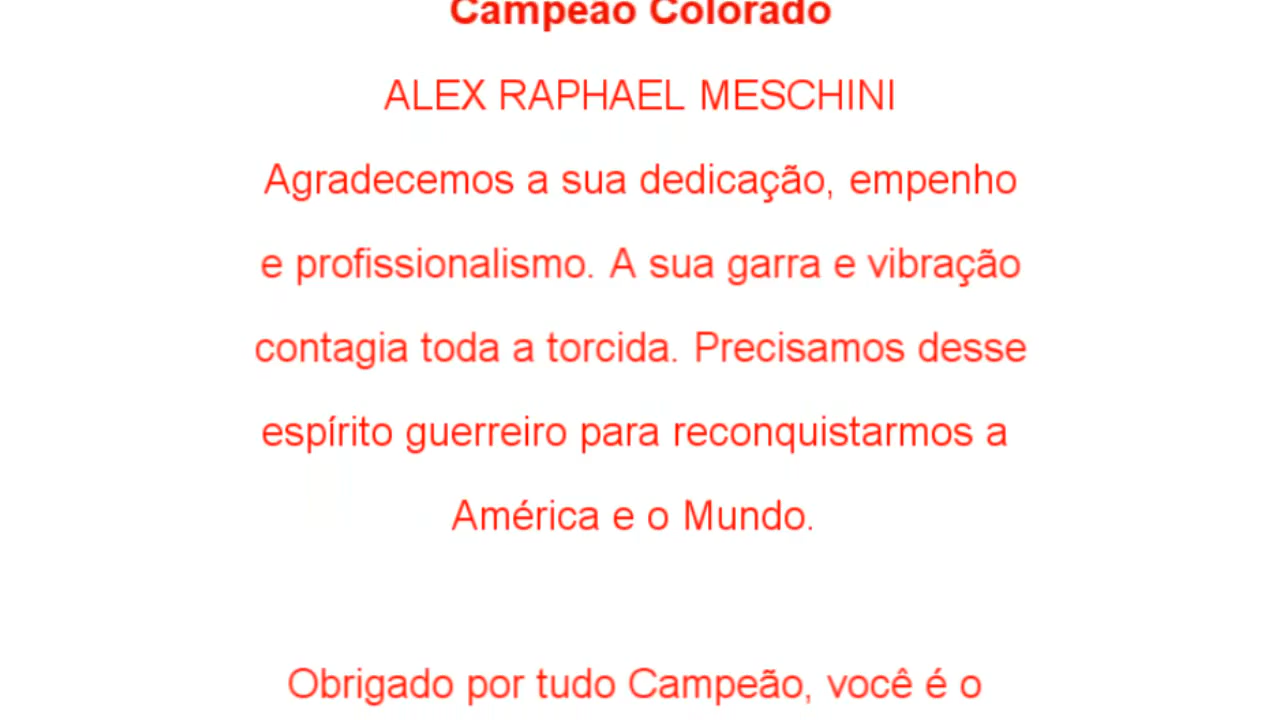 Campeão Colorado
ALEX RAPHAEL MESCHINI
Agradecemos a sua dedicação, empenho
e profissionalismo. A sua garra e vibração
contagia toda a torcida. Precisamos desse
espírito guerreiro para reconquistarmos a
América e o Mundo.
Obrigado por tudo Campeão, você é o